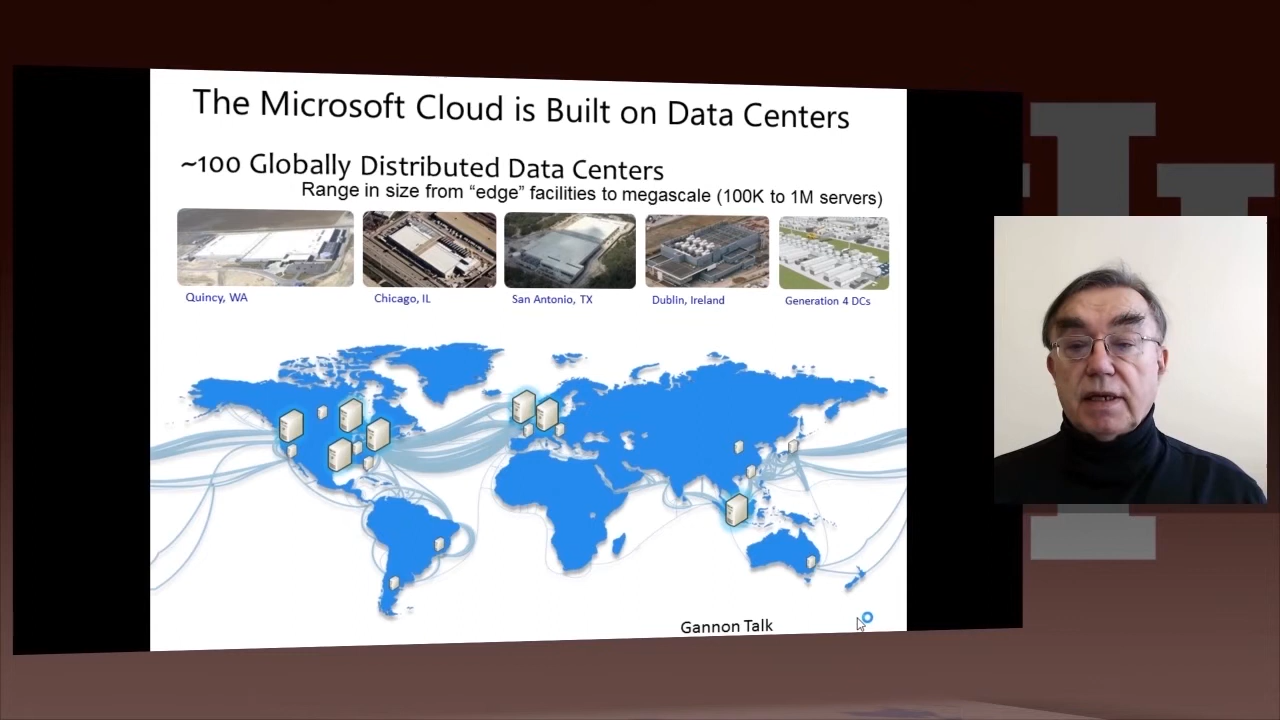 The Microsoft Cloud is Built on Data Centers
~100 Globally Distributed Data Centers
Range in size from “edge” facilities to megascale (100K to 1M servers)
Quincy, WA
Chicago, IL
San Antonio, TX
Dublin, Ireland
Generation 4 DCs
Gannon Talk